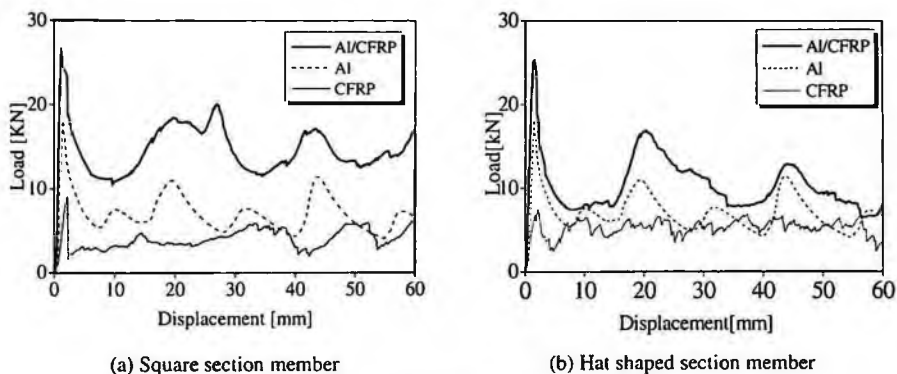 30
20
10
0
Load [KN]
Al/CFRP
Al
CFRP
0 10 20 30 40 50 60
Displacement [mm]
(a) Square section member
30
20
10
0
Load[kN]
Al/CFRP
Al
CFRP
0 10 20 30 40 50 60
Displacement[mm]
(b) Hat shaped section member